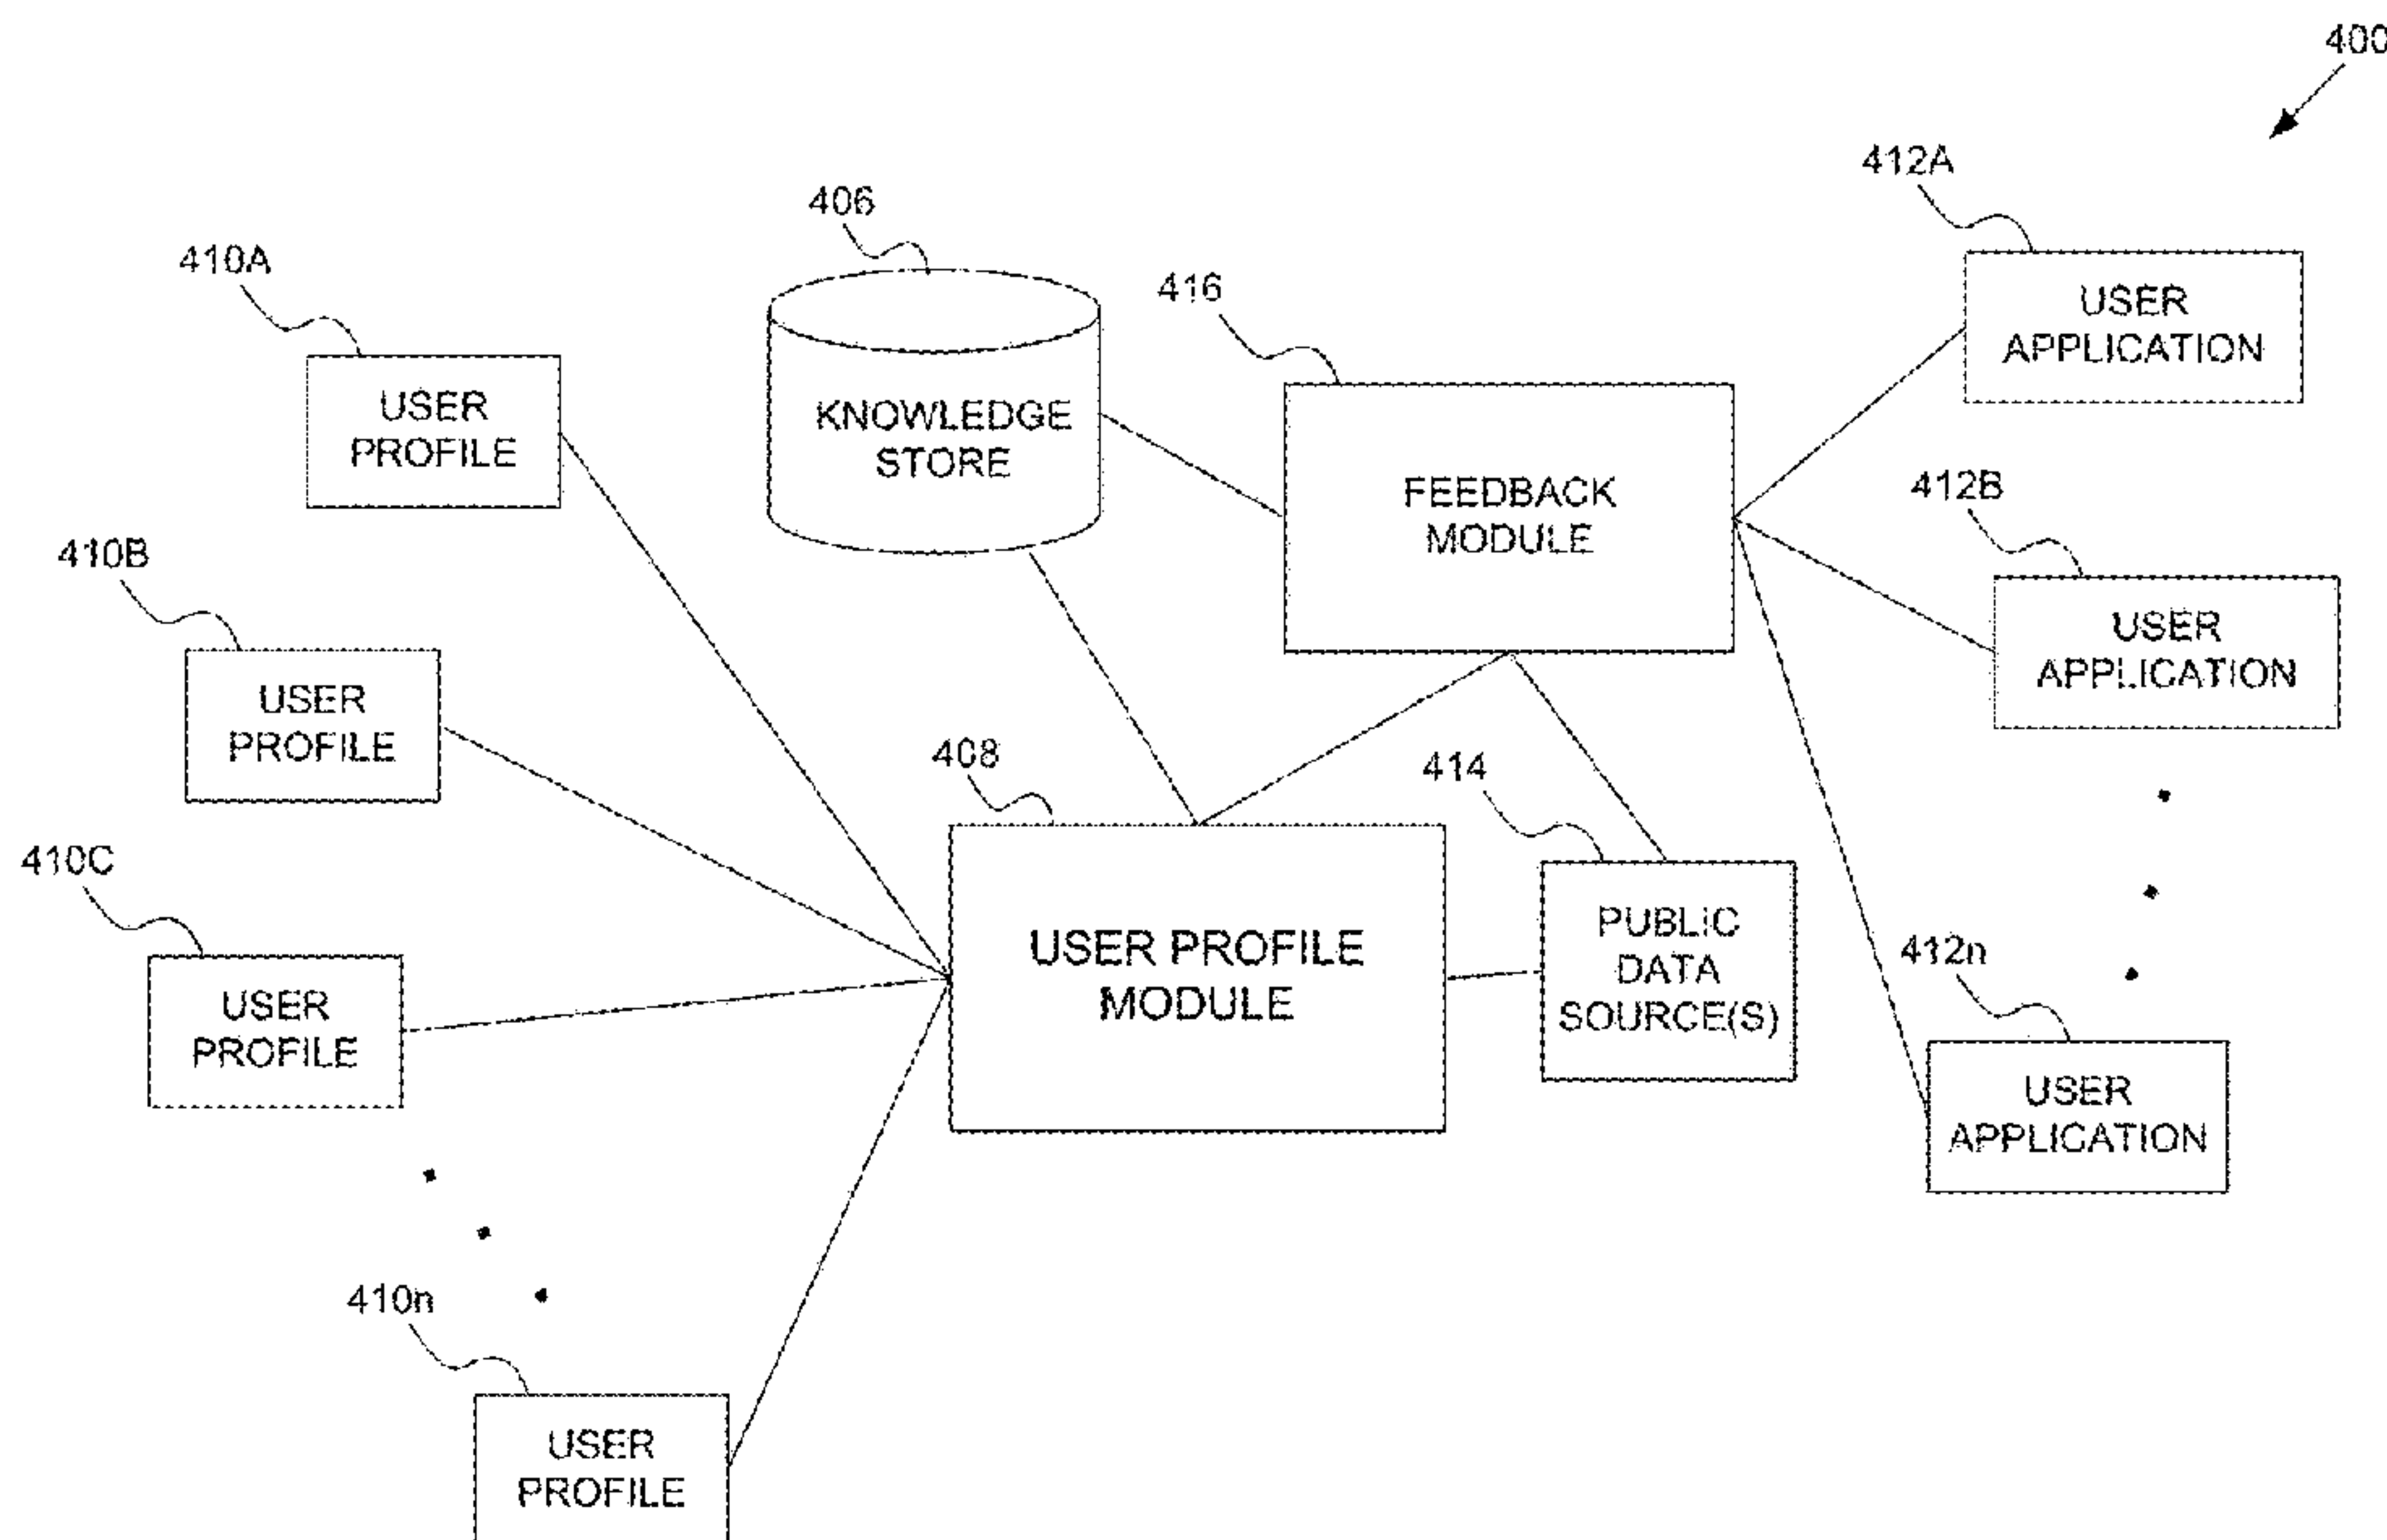 400
412A
406
410A
416
USER
APPLICATION
USER
PROFILE
KNOWLEDGE
STORE
FEEDBACK
MODULE
412B
410B
USER
APPLICATION
USER
PROFILE
408
414
410C
PUBLIC
DATA
SOURCE(S)
USER PROFILE
MODULE
412n
USER
PROFILE
USER
APPLICATION
410n
USER
PROFILE